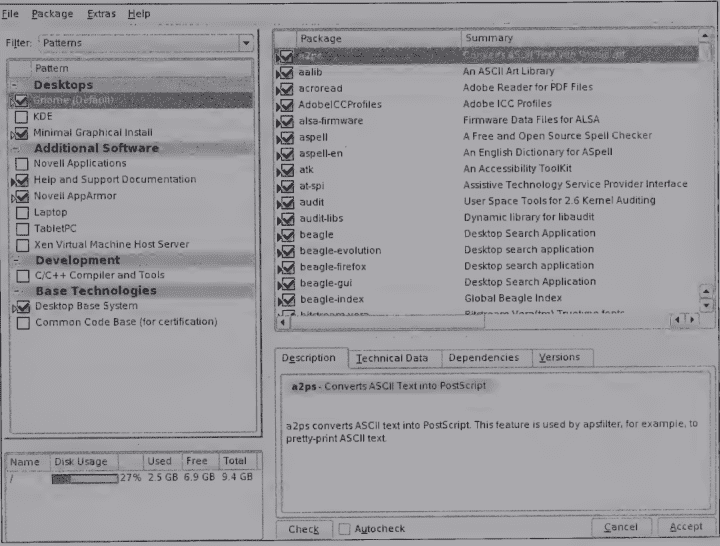 File Package Extras Help
Filter: Patterns
Pattern
Desktops
Gnome (Default)
KDE
Minimal Graphical Install
Additional Software
Novell Applications
Help and Support Documentation
Novell AppArmor
Laptop
TabletPC
Xen Virtual Machine Host Server
Development
C/C++ Compiler and Tools
Base Technologies
Desktop Base System
Common Code Base (for certification)
Name Disk Usage Used Free Total
/ 27% 2.5 GB 6.9 GB 9.4 GB
Package Summary
a2ps Converts ASCII Text into
aalib An ASCII Art Library
acroread Adobe Reader for PDF Files
AdobeICCProfiles Adobe ICC Profiles
alsa-firmware Firmware Data Files for ALSA
aspell A Free and Open Source Spell Checker
aspell-en An English Dictionary for ASpell
atk An Accessibility ToolKit
at-spi Assistive Technology Service Provider Interface
audit User Space Tools for 2.6 Kernel Auditing
audit-libs Dynamic library for libaudit
beagle Desktop Search Application
beagle-evolution Desktop search application
beagle-firefox Desktop search application
beagle-gui Desktop Search Application
beagle-index Global Beagle Index
Description Technical Data Dependencies Versions
a2ps - Converts ASCII Text into PostScript
a2ps converts ASCII text into PostScript. This feature is used by apsfilter, for example, to
pretty-print ASCII text.
Check Autocheck Cancel Accept